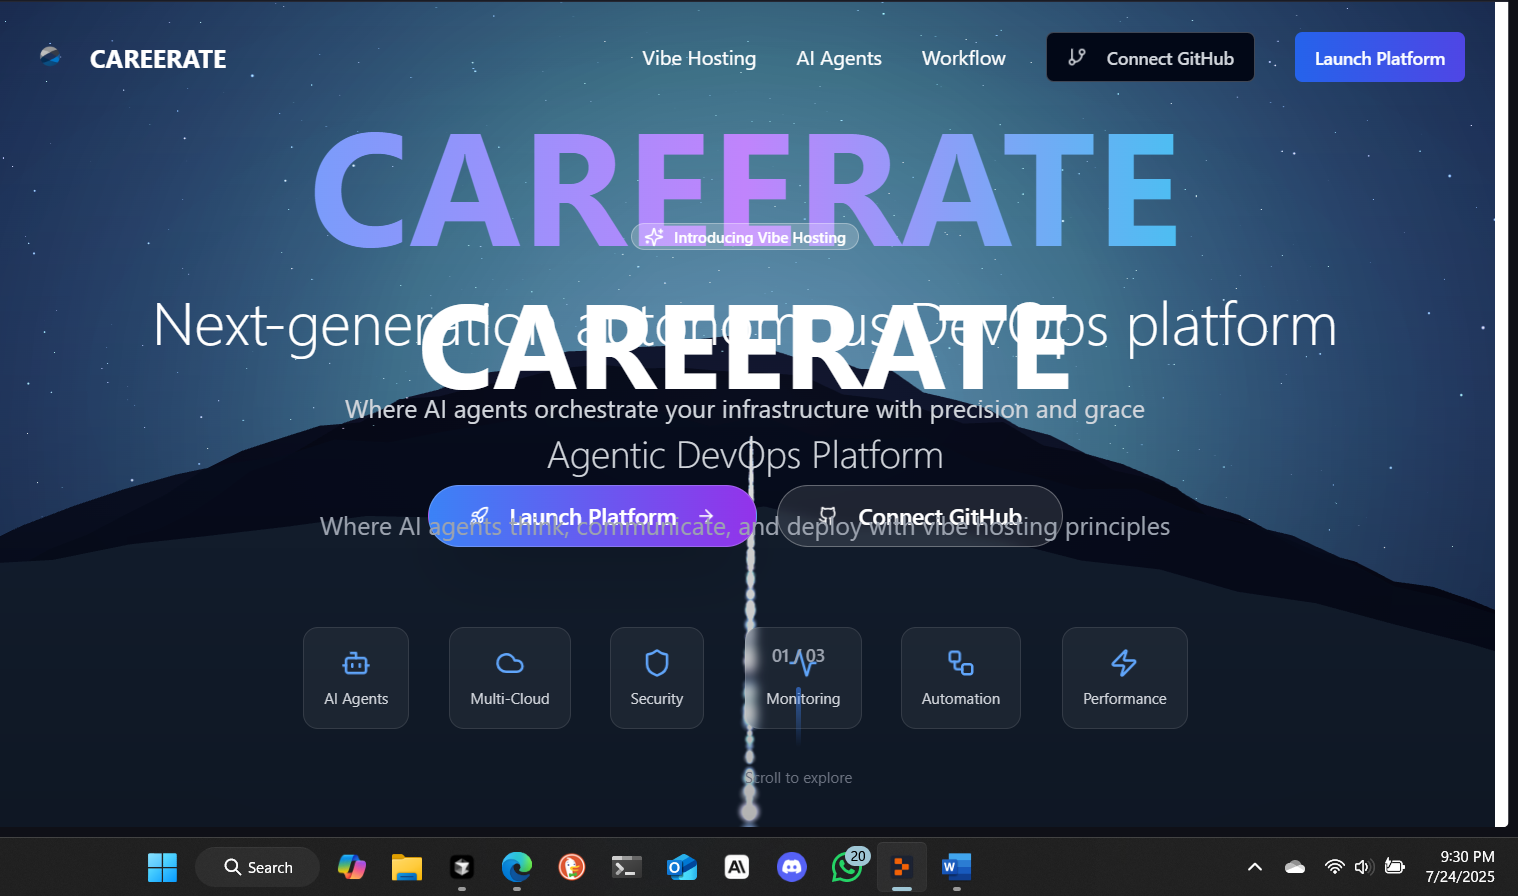 CAREERATE
Vibe Hosting
AI Agents
Workflow
Connect GitHub
Launch Platform
CAREERATE
Introducing Vibe Hosting
Next-generation autonomous DevOps platform
CAREERATE
Where AI agents orchestrate your infrastructure with precision and grace
Agentic DevOps Platform
Launch Platform →
Connect GitHub
Where AI agents think, communicate, and deploy with vibe hosting principles
01 / 03
AI Agents
Multi-Cloud
Security
Monitoring
Automation
Performance
Scroll to explore
Search
20
9:30 PM
7/24/2025